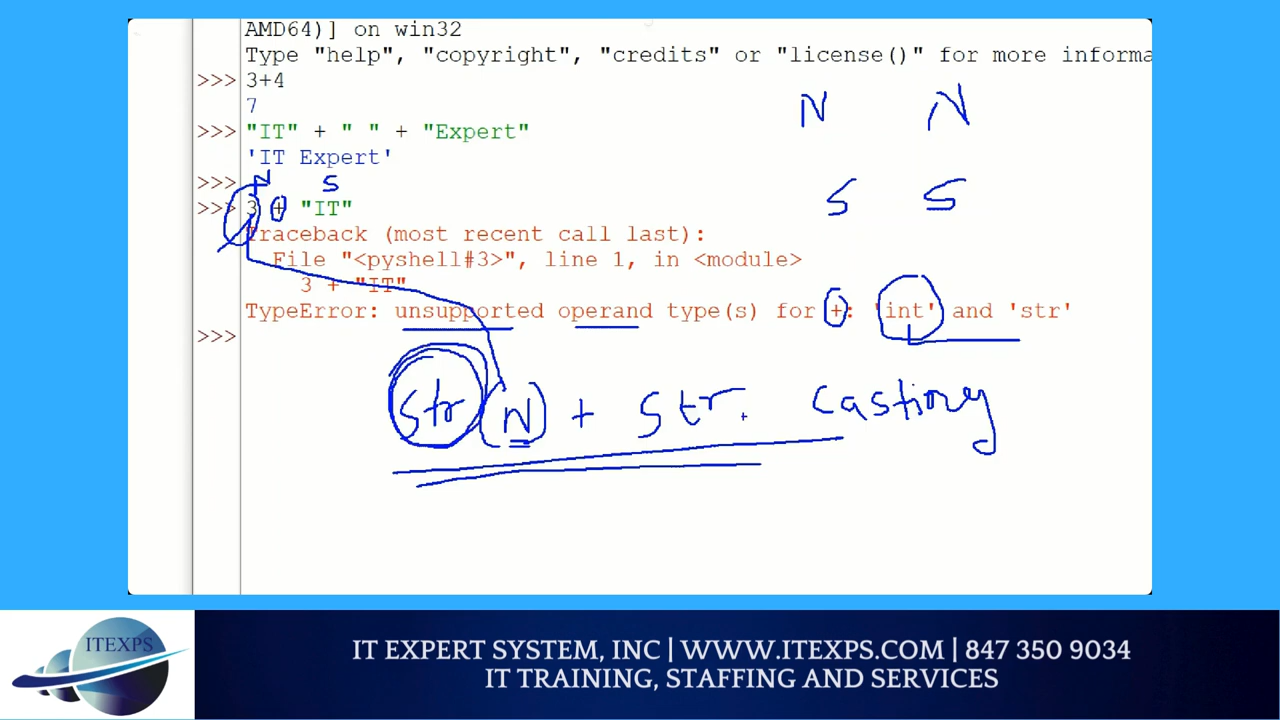 AMD64)] on win32
Type "help", "copyright", "credits" or "license()" for more informa
>>> 3+4
7
N N
>>> "IT" + " " + "Expert"
'IT Expert'
>>>
N S
S S
>>> 3 + "IT"
Traceback (most recent call last):
File "<pyshell#3>", line 1, in <module>
3 + "IT"
TypeError: unsupported operand type(s) for +: 'int' and 'str'
>>>
Str (N) + Str. casting
ITEXPS
IT EXPERT SYSTEM, INC | WWW.ITEXPS.COM | 847 350 9034
IT TRAINING, STAFFING AND SERVICES